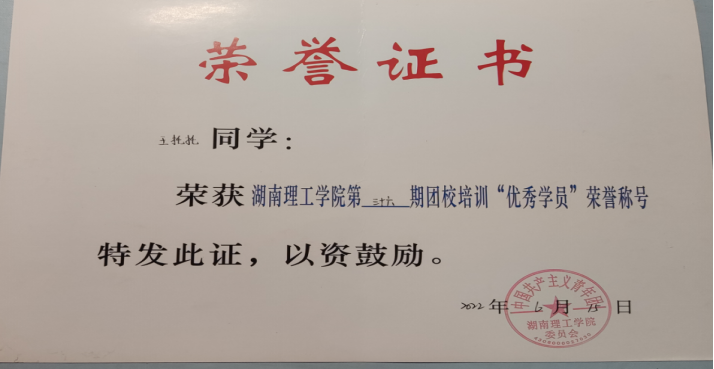 荣誉证书
王托托 同学:
荣获 湖南理工学院第 三十六 期团校培训“优秀学员”荣誉称号
特发此证,以资鼓励。
2022 年 6 月 15 日
中国共产主义青年团
湖南理工学院
委员会